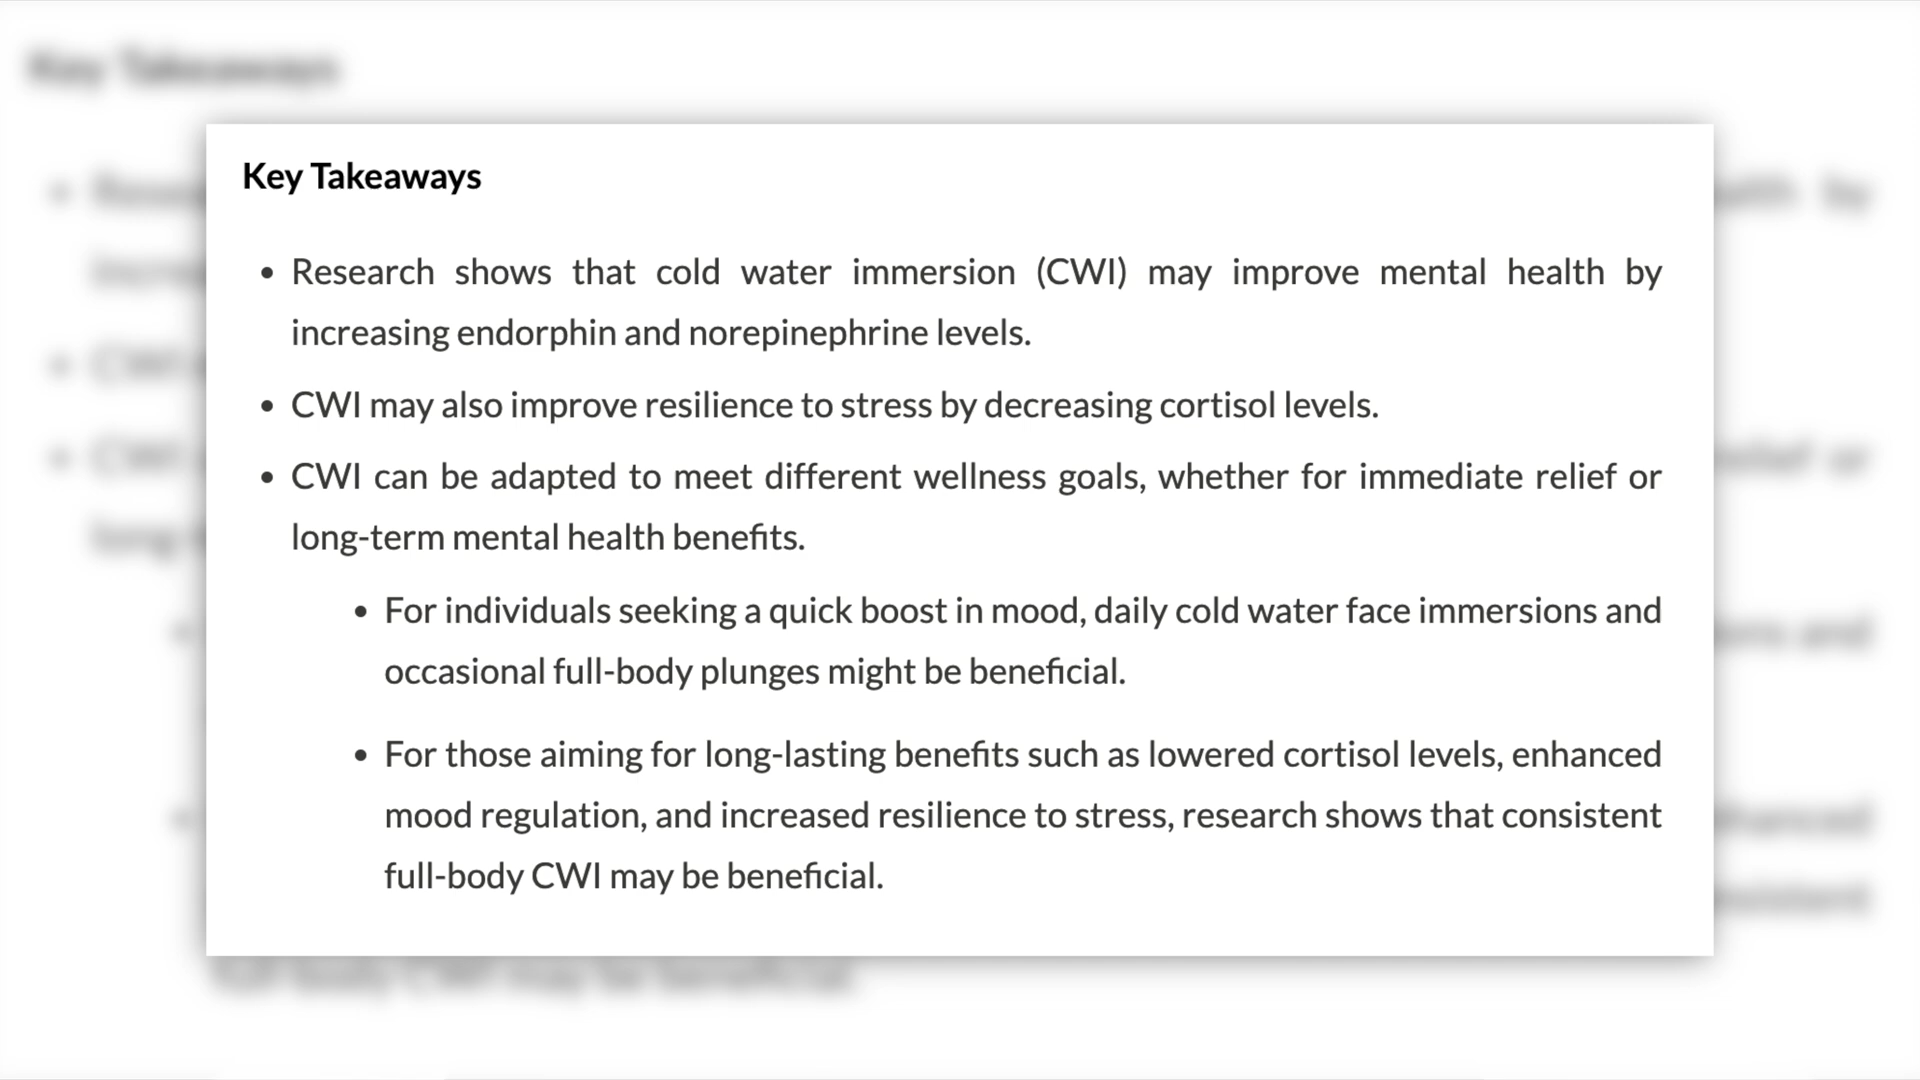 Key Takeaways
• Research shows that cold water immersion (CWI) may improve mental health by
increasing endorphin and norepinephrine levels.
• CWI may also improve resilience to stress by decreasing cortisol levels.
• CWI can be adapted to meet different wellness goals, whether for immediate relief or
long-term mental health benefits.
• For individuals seeking a quick boost in mood, daily cold water face immersions and
occasional full-body plunges might be beneficial.
• For those aiming for long-lasting benefits such as lowered cortisol levels, enhanced
mood regulation, and increased resilience to stress, research shows that consistent
full-body CWI may be beneficial.